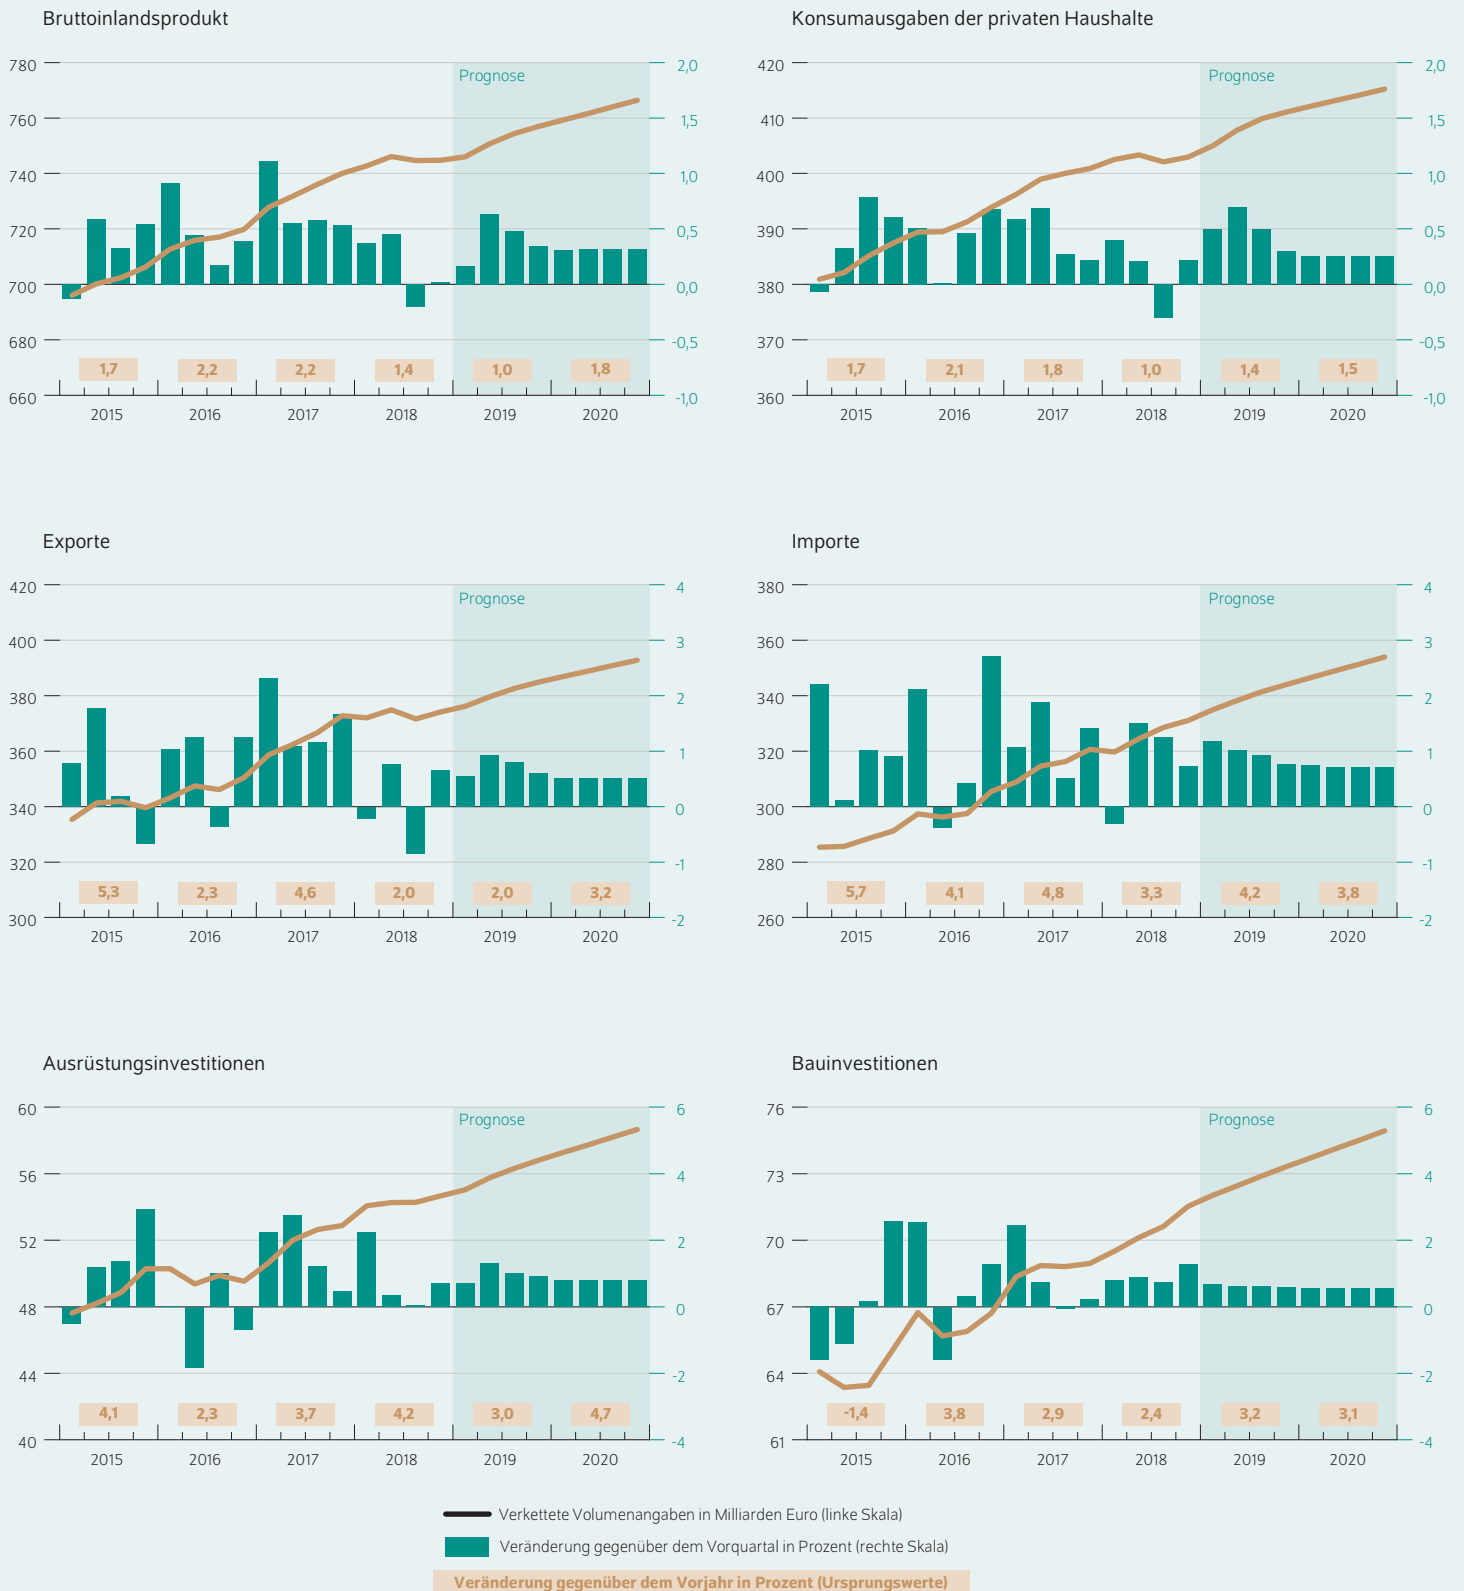 Bruttoinlandsprodukt
780
760
740
720
700
680
660
2,0
1,5
1,0
0,5
0,0
-0,5
-1,0
Prognose
1,7 2,2 2,2 1,4 1,0 1,8
2015 2016 2017 2018 2019 2020
Konsumausgaben der privaten Haushalte
420
410
400
390
380
370
360
2,0
1,5
1,0
0,5
0,0
-0,5
-1,0
Prognose
1,7 2,1 1,8 1,0 1,4 1,5
2015 2016 2017 2018 2019 2020
Exporte
420
400
380
360
340
320
300
4
3
2
1
0
-1
-2
Prognose
5,3 2,3 4,6 2,0 2,0 3,2
2015 2016 2017 2018 2019 2020
Importe
380
360
340
320
300
280
260
4
3
2
1
0
-1
-2
Prognose
5,7 4,1 4,8 3,3 4,2 3,8
2015 2016 2017 2018 2019 2020
Ausrüstungsinvestitionen
60
56
52
48
44
40
6
4
2
0
-2
-4
Prognose
4,1 2,3 3,7 4,2 3,0 4,7
2015 2016 2017 2018 2019 2020
Bauinvestitionen
76
73
70
67
64
61
6
4
2
0
-2
-4
Prognose
-1,4 3,8 2,9 2,4 3,2 3,1
2015 2016 2017 2018 2019 2020
Verkettete Volumenangaben in Milliarden Euro (linke Skala)
Veränderung gegenüber dem Vorquartal in Prozent (rechte Skala)
Veränderung gegenüber dem Vorjahr in Prozent (Ursprungswerte)